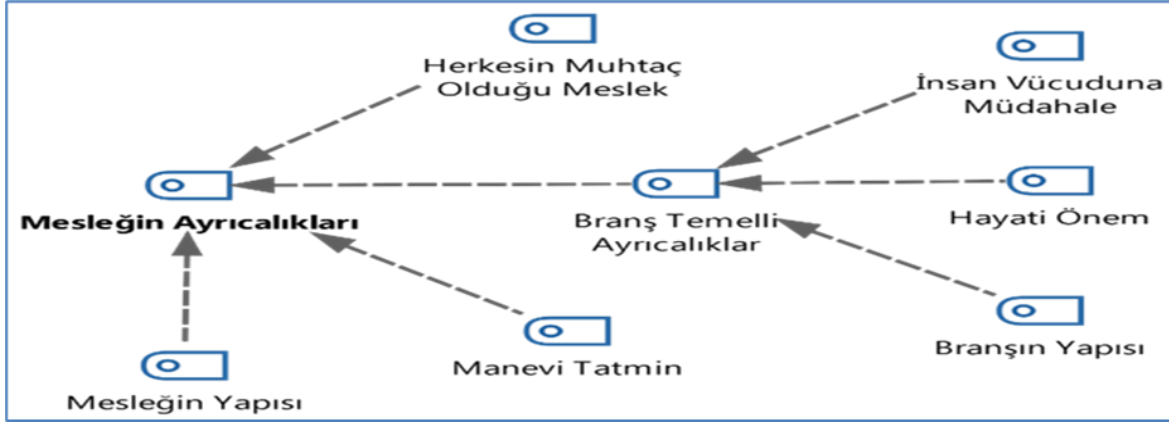 Herkesin Muhtaç
Olduğu Meslek
İnsan Vücuduna
Müdahale
Mesleğin Ayrıcalıkları
Branş Temelli
Ayrıcalıklar
Hayati Önem
Manevi Tatmin
Branşın Yapısı
Mesleğin Yapısı